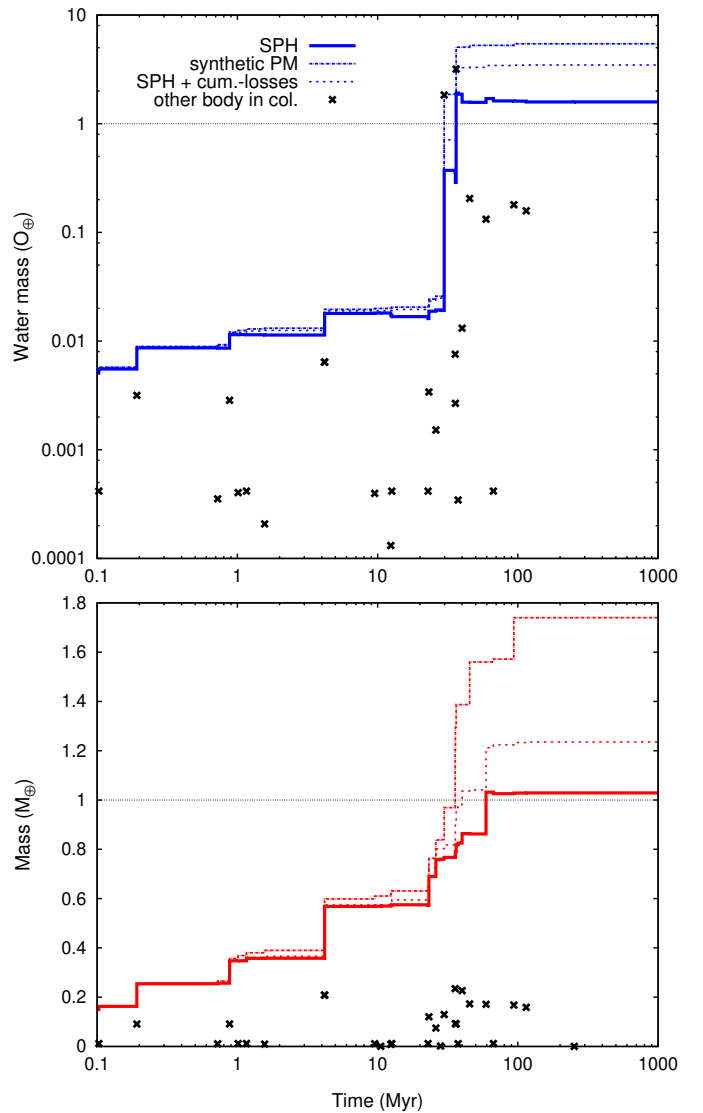 10
SPH
synthetic PM
SPH + cum.-losses
other body in col.
1
0.1
0.01
0.001
0.0001
Water mass (O⊕)
0.1 1 10 100 1000
1.8
1.6
1.4
1.2
1
0.8
0.6
0.4
0.2
0
Mass (M⊕)
0.1 1 10 100 1000
Time (Myr)